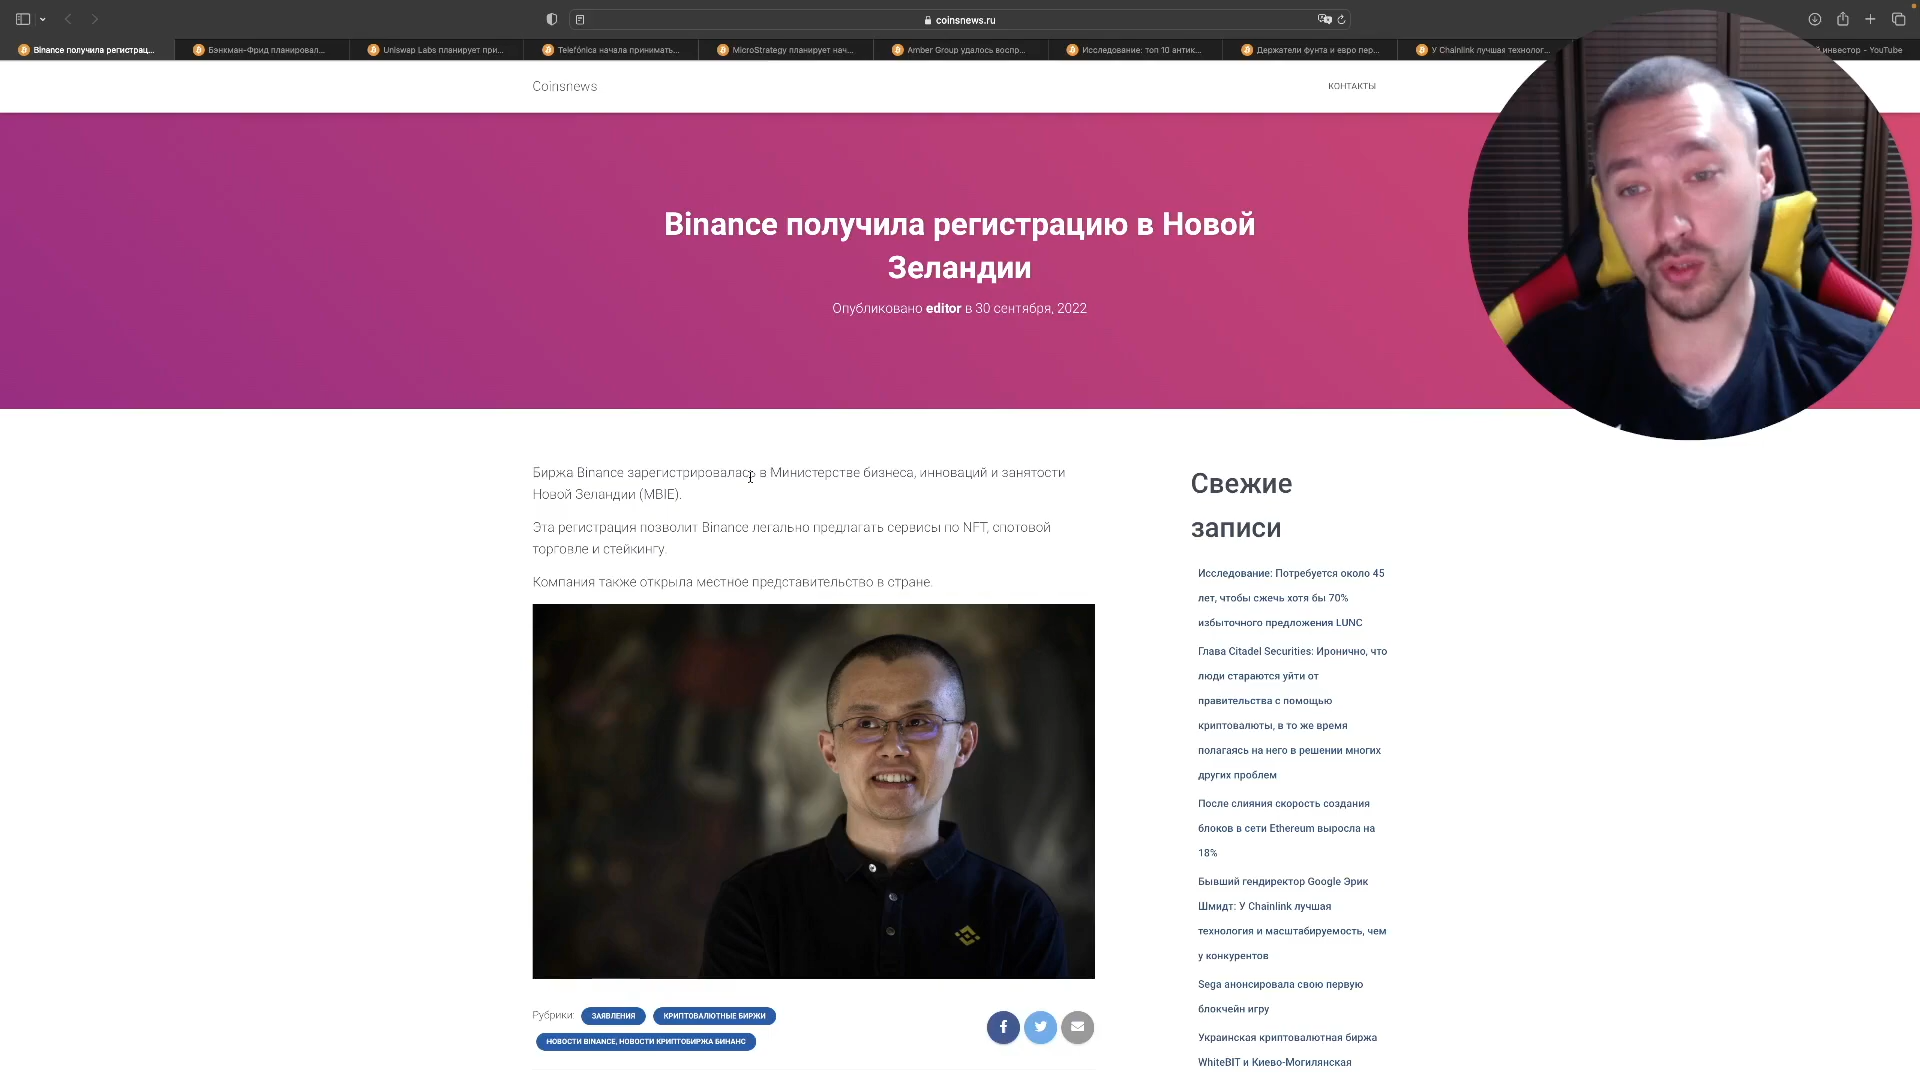 coinsnews.ru
Binance получила регистрац...
Бэнкман-Фрид планировал...
Uniswap Labs планирует при...
Telefónica начала принимать...
MicroStrategy планирует нач...
Amber Group удалось воспр...
Исследование: топ 10 антик...
Держатели фунта и евро пер...
У Chainlink лучшая технолог...
инвестор - YouTube
Coinsnews
КОНТАКТЫ
Binance получила регистрацию в Новой
Зеландии
Опубликовано editor в 30 сентября, 2022
Биржа Binance зарегистрировалась в Министерстве бизнеса, инноваций и занятости
Новой Зеландии (MBIE).
Эта регистрация позволит Binance легально предлагать сервисы по NFT, спотовой
торговле и стейкингу.
Компания также открыла местное представительство в стране.
Рубрики:
ЗАЯВЛЕНИЯ
КРИПТОВАЛЮТНЫЕ БИРЖИ
НОВОСТИ BINANCE, НОВОСТИ КРИПТОБИРЖА БИНАНС
Свежие
записи
Исследование: Потребуется около 45
лет, чтобы сжечь хотя бы 70%
избыточного предложения LUNC
Глава Citadel Securities: Иронично, что
люди стараются уйти от
правительства с помощью
криптовалюты, в то же время
полагаясь на него в решении многих
других проблем
После слияния скорость создания
блоков в сети Ethereum выросла на
18%
Бывший гендиректор Google Эрик
Шмидт: У Chainlink лучшая
технология и масштабируемость, чем
у конкурентов
Sega анонсировала свою первую
блокчейн игру
Украинская криптовалютная биржа
WhiteBIT и Киево-Могилянская